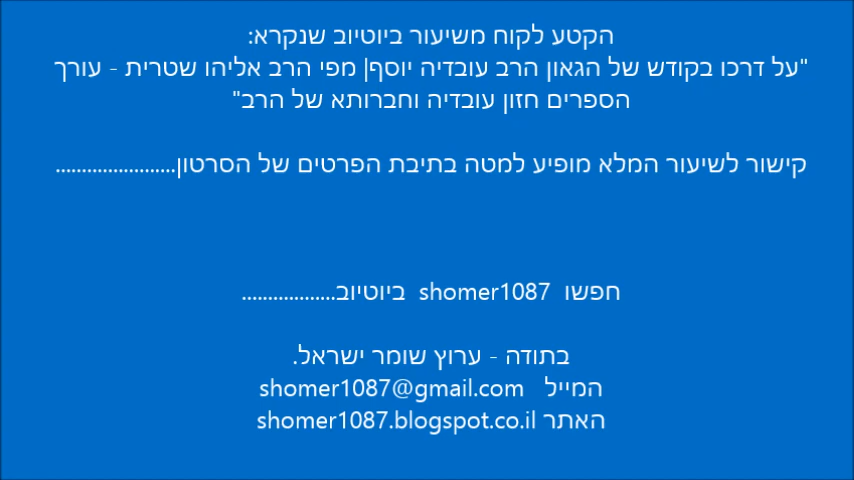 הקטע לקוח משיעור ביוטיוב שנקרא:
"על דרכו בקודש של הגאון הרב עובדיה יוסף| מפי הרב אליהו שטרית - עורך
הספרים חזון עובדיה וחברותא של הרב"
קישור לשיעור המלא מופיע למטה בתיבת הפרטים של הסרטון.......................
חפשו shomer1087 ביוטיוב..................
בתודה - ערוץ שומר ישראל.
המייל shomer1087@gmail.com
האתר shomer1087.blogspot.co.il